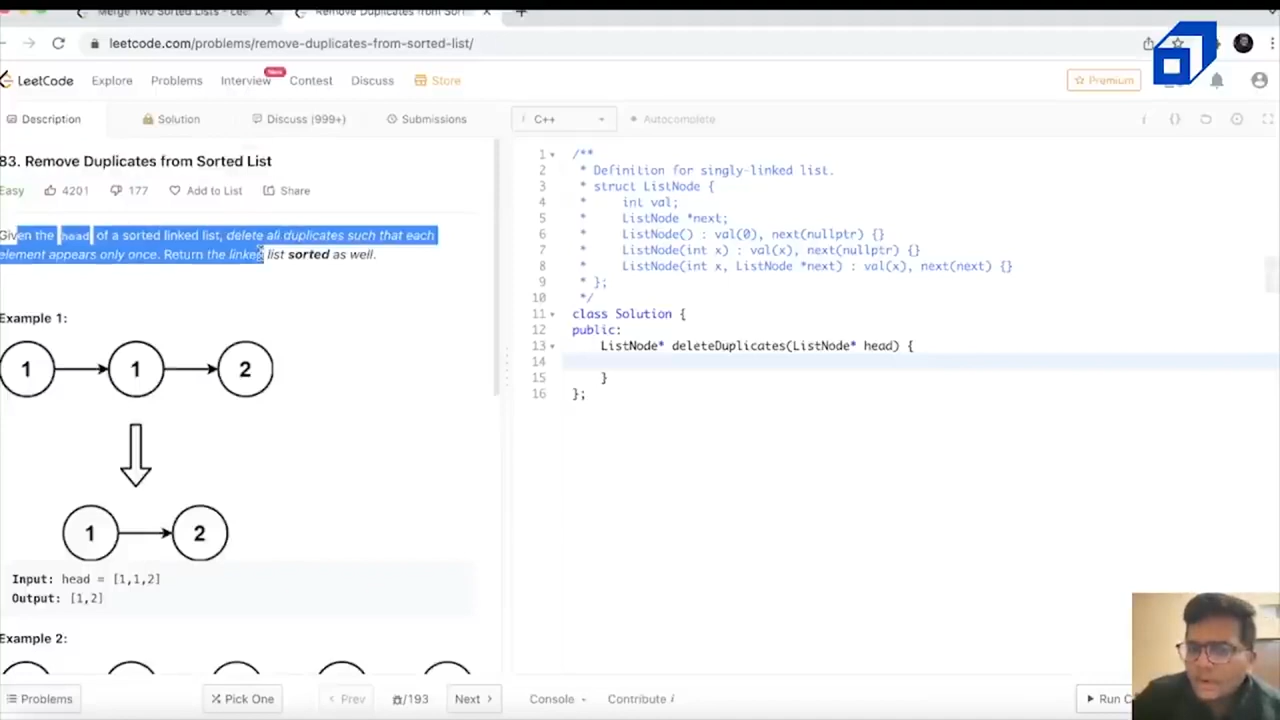 Merge Two Sorted Lists - Lee
Remove Duplicates from Sort
leetcode.com/problems/remove-duplicates-from-sorted-list/
LeetCode Explore Problems Interview New Contest Discuss Store Premium
Description Solution Discuss (999+) Submissions
i C++ Autocomplete i {}
83. Remove Duplicates from Sorted List
Easy 4201 177 Add to List Share
Given the head of a sorted linked list, delete all duplicates such that each
element appears only once. Return the linked list sorted as well.
Example 1:
1 1 2
1 2
Input: head = [1,1,2]
Output: [1,2]
Example 2:
1 /**
2 * Definition for singly-linked list.
3 * struct ListNode {
4 * int val;
5 * ListNode *next;
6 * ListNode() : val(0), next(nullptr) {}
7 * ListNode(int x) : val(x), next(nullptr) {}
8 * ListNode(int x, ListNode *next) : val(x), next(next) {}
9 * };
10 */
11 class Solution {
12 public:
13 ListNode* deleteDuplicates(ListNode* head) {
14
15 }
16 };
Problems Pick One Prev /193 Next Console Contribute i Run C